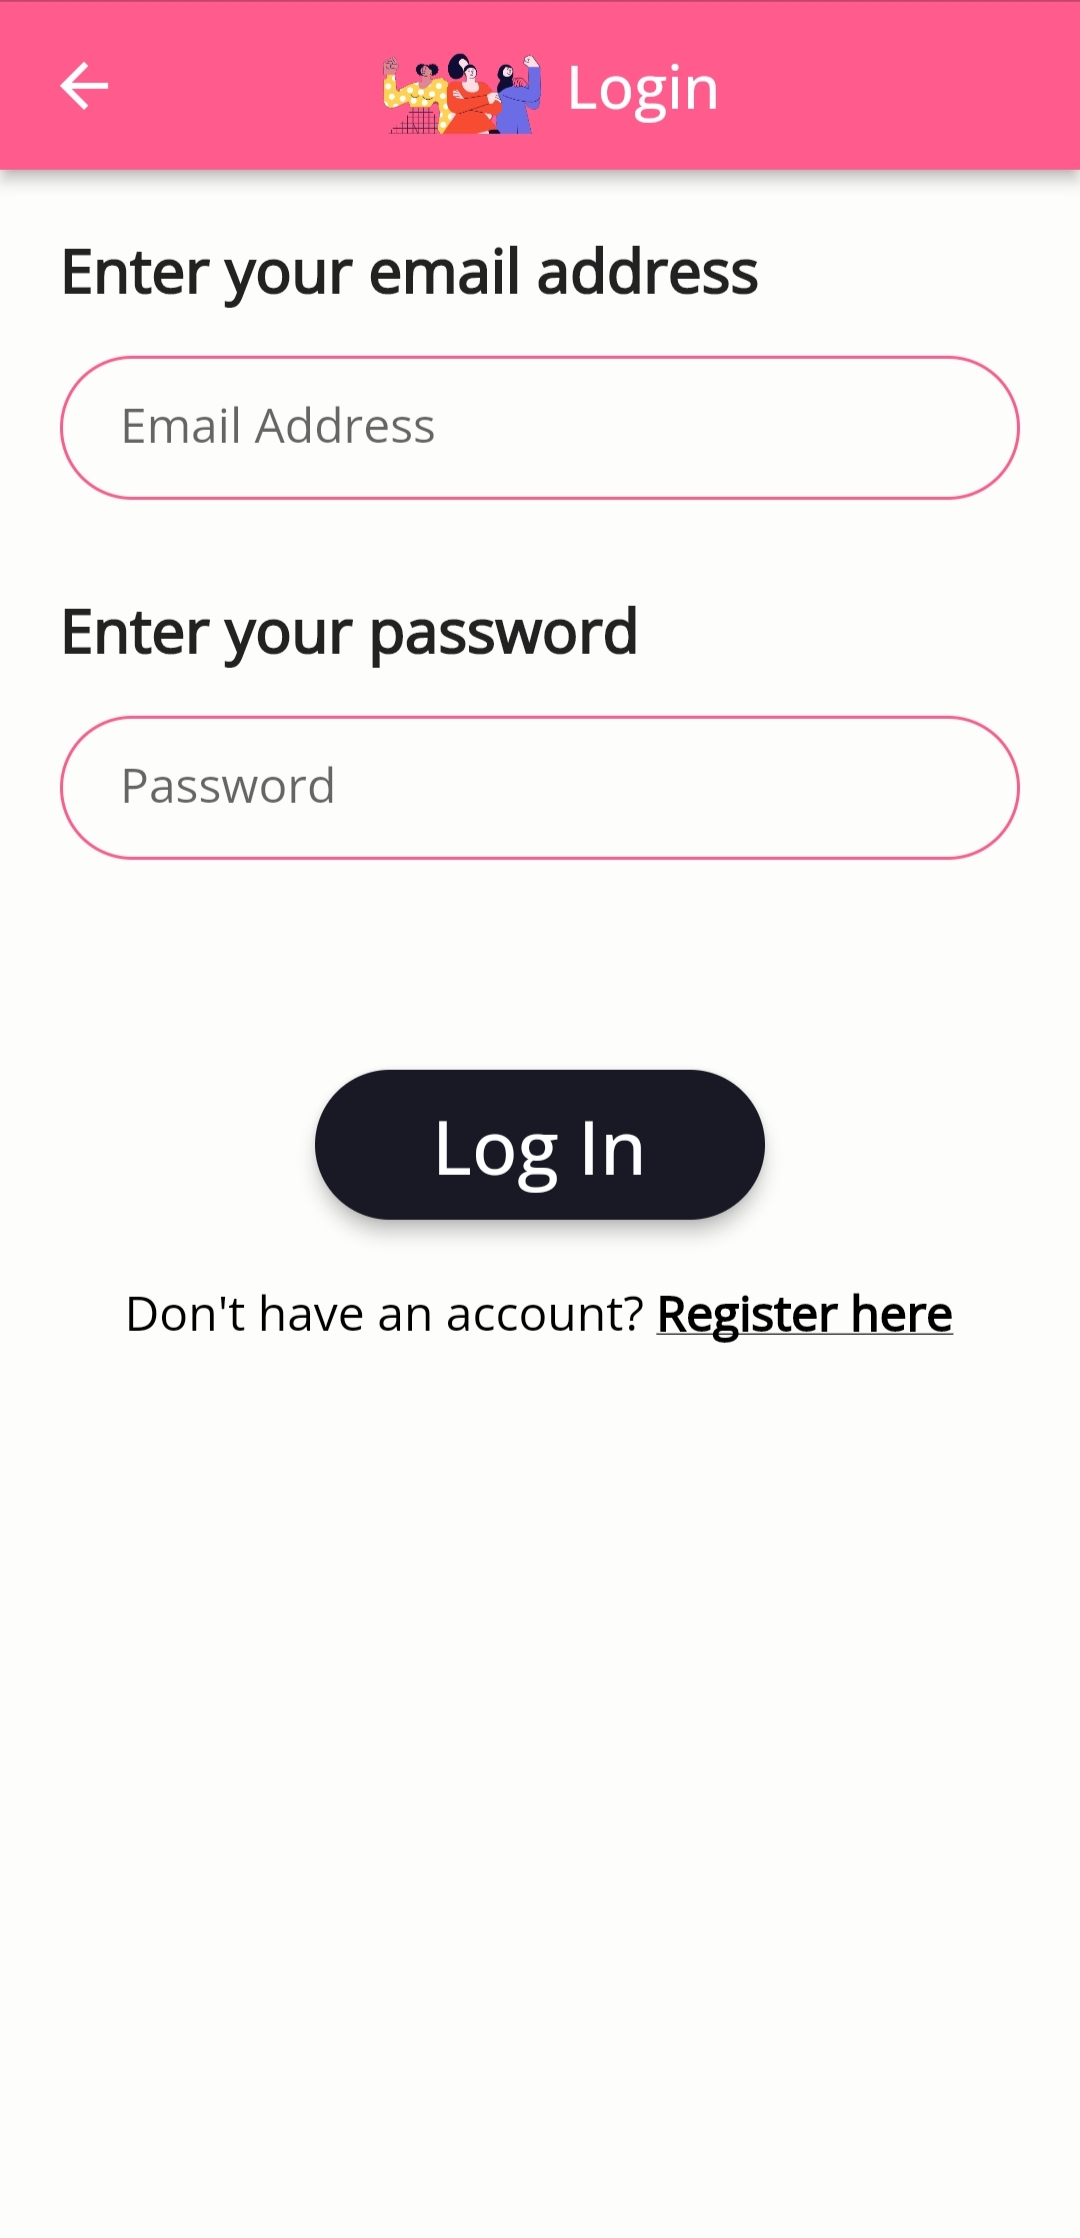 Login
Enter your email address
Email Address
Enter your password
Password
Log In
Don't have an account? Register here